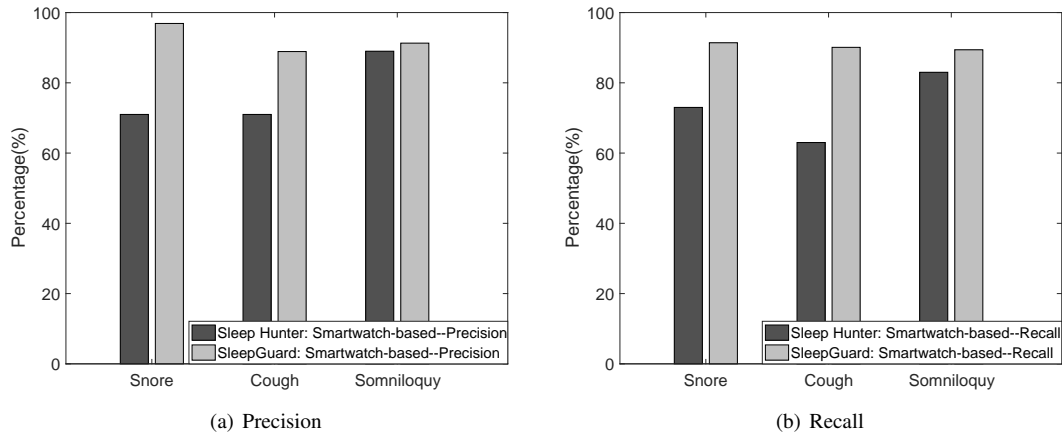 100
80
60
40
20
0
Percentage(%)
Snore
Cough
Somniloquy
Sleep Hunter: Smartwatch-based--Precision
SleepGuard: Smartwatch-based--Precision
(a) Precision
100
80
60
40
20
0
Percentage(%)
Snore
Cough
Somniloquy
Sleep Hunter: Smartwatch-based--Recall
SleepGuard: Smartwatch-based--Recall
(b) Recall